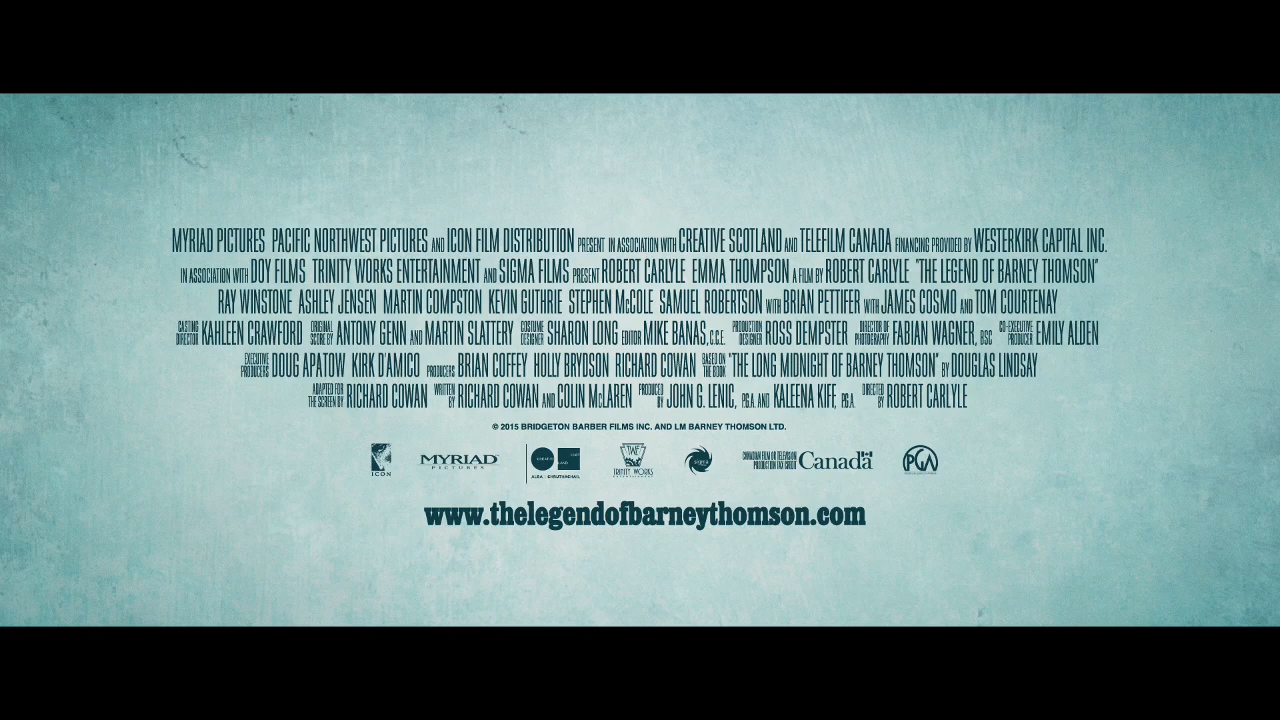 MYRIAD PICTURES PACIFIC NORTHWEST PICTURES AND ICON FILM DISTRIBUTION PRESENT IN ASSOCIATION WITH CREATIVE SCOTLAND AND TELEFILM CANADA FINANCING PROVIDED BY WESTERKIRK CAPITAL INC.
IN ASSOCIATION WITH DOY FILMS TRINITY WORKS ENTERTAINMENT AND SIGMA FILMS PRESENT ROBERT CARLYLE EMMA THOMPSON A FILM BY ROBERT CARLYLE "THE LEGEND OF BARNEY THOMSON"
RAY WINSTONE ASHLEY JENSEN MARTIN COMPSTON KEVIN GUTHRIE STEPHEN McCOLE SAMUEL ROBERTSON WITH BRIAN PETTIFER WITH JAMES COSMO AND TOM COURTENAY
CASTING DIRECTOR KAHLEEN CRAWFORD ORIGINAL SCORE BY ANTONY GENN AND MARTIN SLATTERY COSTUME DESIGNER SHARON LONG EDITOR MIKE BANAS, C.C.E. PRODUCTION DESIGNER ROSS DEMPSTER DIRECTOR OF PHOTOGRAPHY FABIAN WAGNER, BSC CO-EXECUTIVE PRODUCER EMILY ALDEN
EXECUTIVE PRODUCERS DOUG APATOW KIRK D'AMICO PRODUCERS BRIAN COFFEY HOLLY BRYDSON RICHARD COWAN BASED ON THE BOOK "THE LONG MIDNIGHT OF BARNEY THOMSON" BY DOUGLAS LINDSAY
ADAPTED FOR THE SCREEN BY RICHARD COWAN WRITTEN BY RICHARD COWAN AND COLIN McLAREN PRODUCED BY JOHN G. LENIC, P.G.A. AND KALEENA KIFF, P.G.A. DIRECTED BY ROBERT CARLYLE
© 2015 BRIDGETON BARBER FILMS INC. AND LM BARNEY THOMSON LTD.
ICON MYRIAD PICTURES ALBA | CHRUTHACHAIL TWE TRINITY WORKS CANADIAN FILM OR TELEVISION PRODUCTION TAX CREDIT Canada PGA
www.thelegendofbarneythomson.com